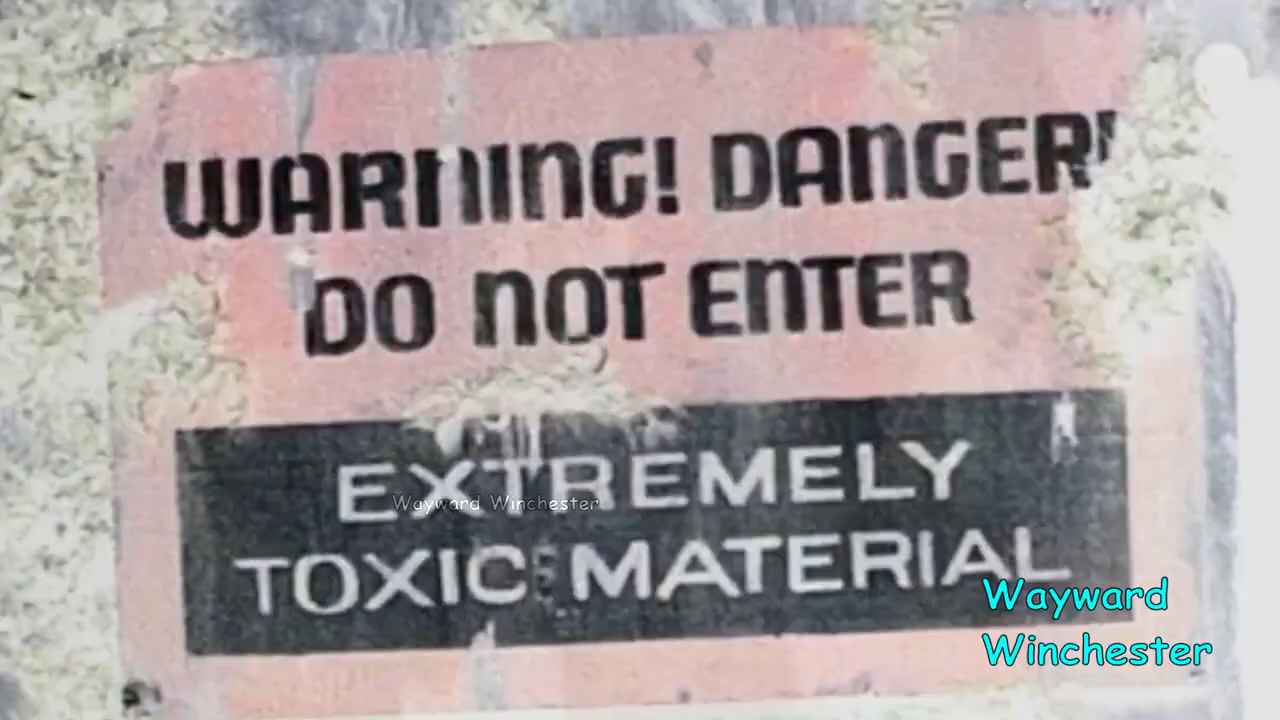 WARNING! DANGER!
DO NOT ENTER
EXTREMELY
Wayward Winchester
TOXIC MATERIAL
Wayward
Winchester